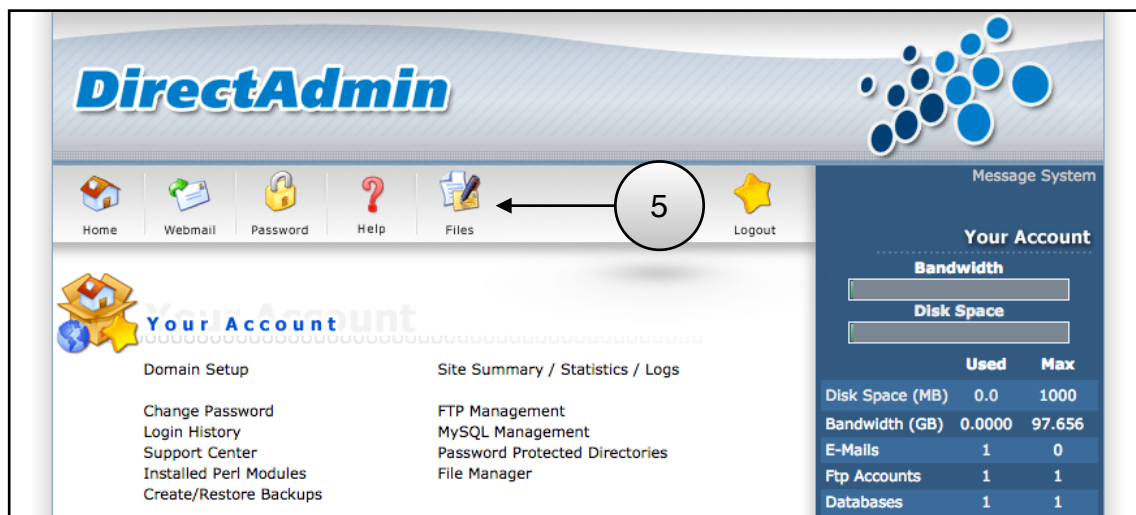 DirectAdmin
Home
Webmail
Password
Help
Files
5
Logout
Message System
Your Account
Bandwidth
Disk Space
Used Max
Disk Space (MB) 0.0 1000
Bandwidth (GB) 0.0000 97.656
E-Mails 1 0
Ftp Accounts 1 1
Databases 1 1
Your Account
Domain Setup
Change Password
Login History
Support Center
Installed Perl Modules
Create/Restore Backups
Site Summary / Statistics / Logs
FTP Management
MySQL Management
Password Protected Directories
File Manager